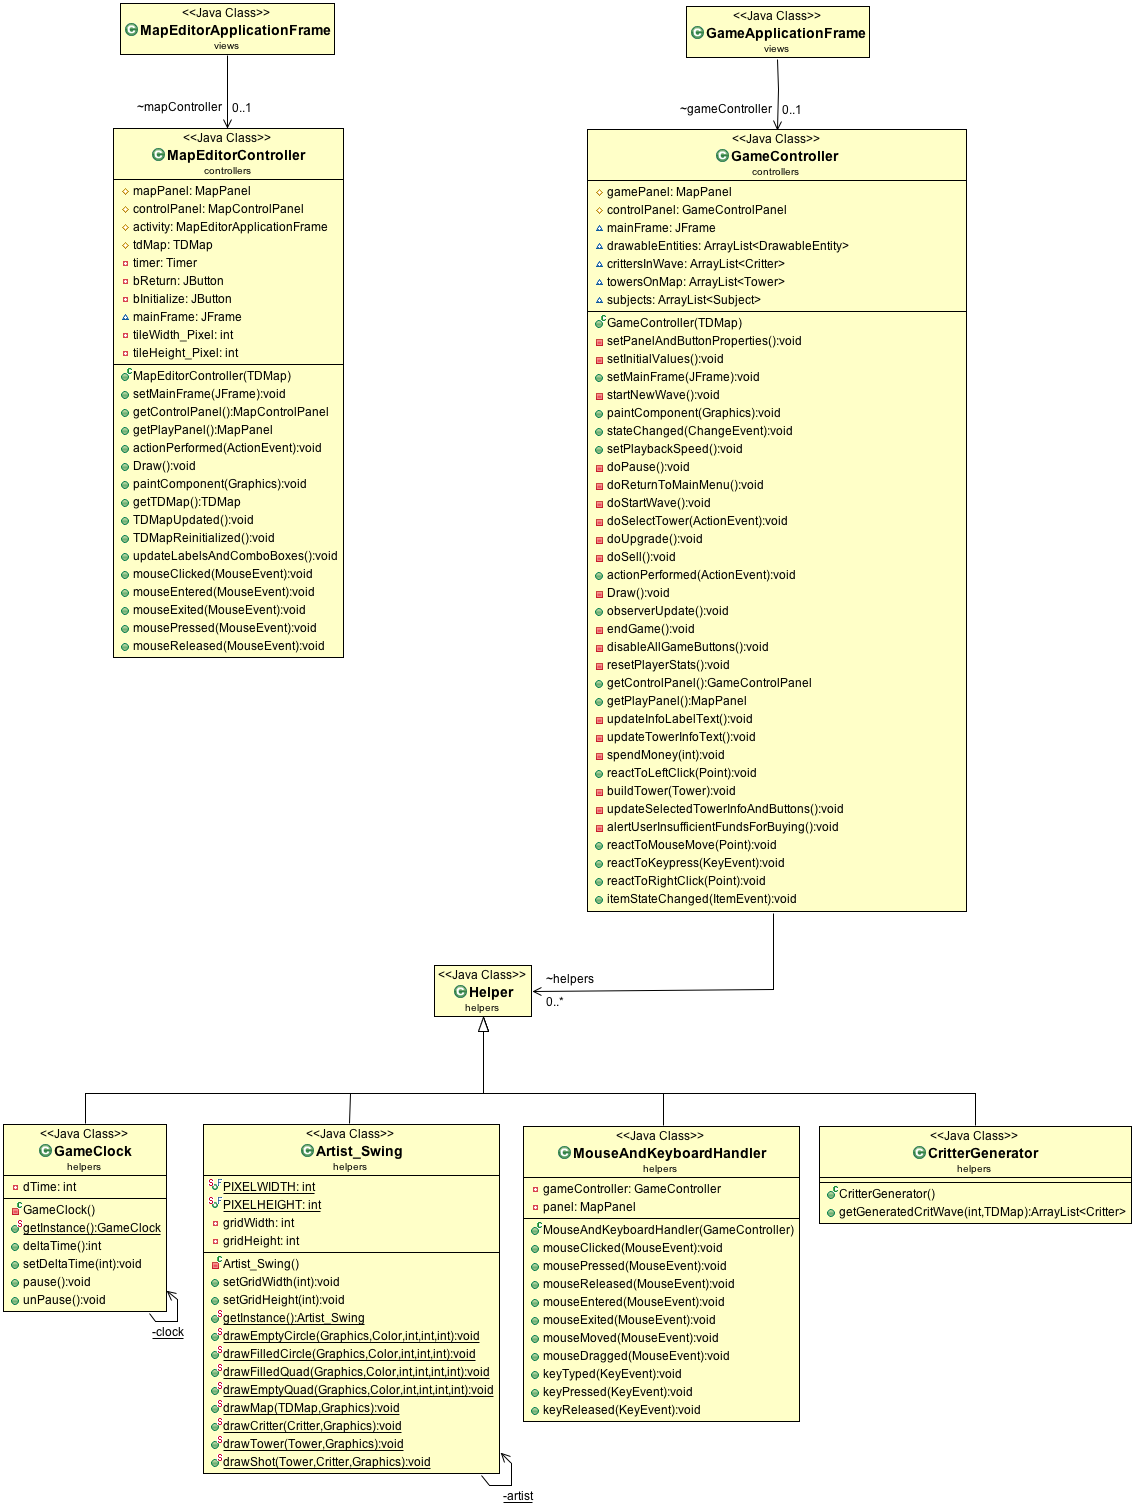 <<Java Class>>
MapEditorApplicationFrame
views
~mapController
0..1
<<Java Class>>
MapEditorController
controllers
mapPanel: MapPanel
controlPanel: MapControlPanel
activity: MapEditorApplicationFrame
tdMap: TDMap
timer: Timer
bReturn: JButton
bInitialize: JButton
mainFrame: JFrame
tileWidth_Pixel: int
tileHeight_Pixel: int
MapEditorController(TDMap)
setMainFrame(JFrame):void
getControlPanel():MapControlPanel
getPlayPanel():MapPanel
actionPerformed(ActionEvent):void
Draw():void
paintComponent(Graphics):void
getTDMap():TDMap
TDMapUpdated():void
TDMapReinitialized():void
updateLabelsAndComboBoxes():void
mouseClicked(MouseEvent):void
mouseEntered(MouseEvent):void
mouseExited(MouseEvent):void
mousePressed(MouseEvent):void
mouseReleased(MouseEvent):void
<<Java Class>>
GameApplicationFrame
views
~gameController
0..1
<<Java Class>>
GameController
controllers
gamePanel: MapPanel
controlPanel: GameControlPanel
mainFrame: JFrame
drawableEntities: ArrayList<DrawableEntity>
crittersInWave: ArrayList<Critter>
towersOnMap: ArrayList<Tower>
subjects: ArrayList<Subject>
GameController(TDMap)
setPanelAndButtonProperties():void
setInitialValues():void
setMainFrame(JFrame):void
startNewWave():void
paintComponent(Graphics):void
stateChanged(ChangeEvent):void
setPlaybackSpeed():void
doPause():void
doReturnToMainMenu():void
doStartWave():void
doSelectTower(ActionEvent):void
doUpgrade():void
doSell():void
actionPerformed(ActionEvent):void
Draw():void
observerUpdate():void
endGame():void
disableAllGameButtons():void
resetPlayerStats():void
getControlPanel():GameControlPanel
getPlayPanel():MapPanel
updateInfoLabelText():void
updateTowerInfoText():void
spendMoney(int):void
reactToLeftClick(Point):void
buildTower(Tower):void
updateSelectedTowerInfoAndButtons():void
alertUserInsufficientFundsForBuying():void
reactToMouseMove(Point):void
reactToKeypress(KeyEvent):void
reactToRightClick(Point):void
itemStateChanged(ItemEvent):void
~helpers
0..*
<<Java Class>>
Helper
helpers
<<Java Class>>
GameClock
helpers
dTime: int
GameClock()
getInstance():GameClock
deltaTime():int
setDeltaTime(int):void
pause():void
unPause():void
-clock
<<Java Class>>
Artist_Swing
helpers
PIXELWIDTH: int
PIXELHEIGHT: int
gridWidth: int
gridHeight: int
Artist_Swing()
setGridWidth(int):void
setGridHeight(int):void
getInstance():Artist_Swing
drawEmptyCircle(Graphics,Color,int,int,int):void
drawFilledCircle(Graphics,Color,int,int,int):void
drawFilledQuad(Graphics,Color,int,int,int,int):void
drawEmptyQuad(Graphics,Color,int,int,int,int):void
drawMap(TDMap,Graphics):void
drawCritter(Critter,Graphics):void
drawTower(Tower,Graphics):void
drawShot(Tower,Critter,Graphics):void
-artist
<<Java Class>>
MouseAndKeyboardHandler
helpers
gameController: GameController
panel: MapPanel
MouseAndKeyboardHandler(GameController)
mouseClicked(MouseEvent):void
mousePressed(MouseEvent):void
mouseReleased(MouseEvent):void
mouseEntered(MouseEvent):void
mouseExited(MouseEvent):void
mouseMoved(MouseEvent):void
mouseDragged(MouseEvent):void
keyTyped(KeyEvent):void
keyPressed(KeyEvent):void
keyReleased(KeyEvent):void
<<Java Class>>
CritterGenerator
helpers
CritterGenerator()
getGeneratedCritWave(int,TDMap):ArrayList<Critter>